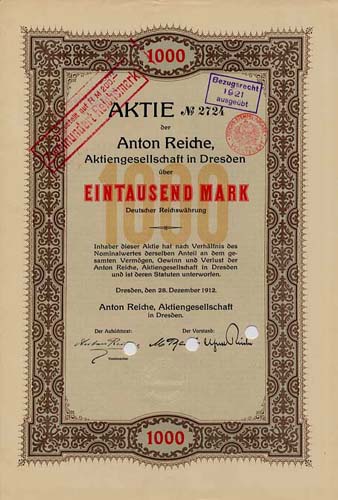 1000
Bezugsrecht
1921
ausgeübt
AKTIE № 2724
der
Anton Reiche,
Aktiengesellschaft in Dresden
über
1000
EINTAUSEND MARK
Deutscher Reichswährung
Inhaber dieser Aktie hat nach Verhältnis des
Nominalwertes derselben Anteil an dem ge-
samten Vermögen, Gewinn und Verlust der
Anton Reiche, Aktiengesellschaft in Dresden
und ist deren Statuten unterworfen.
Dresden, den 28. Dezember 1912.
Anton Reiche, Aktiengesellschaft
in Dresden.
Der Aufsichtsrat:
Der Vorstand:
1000